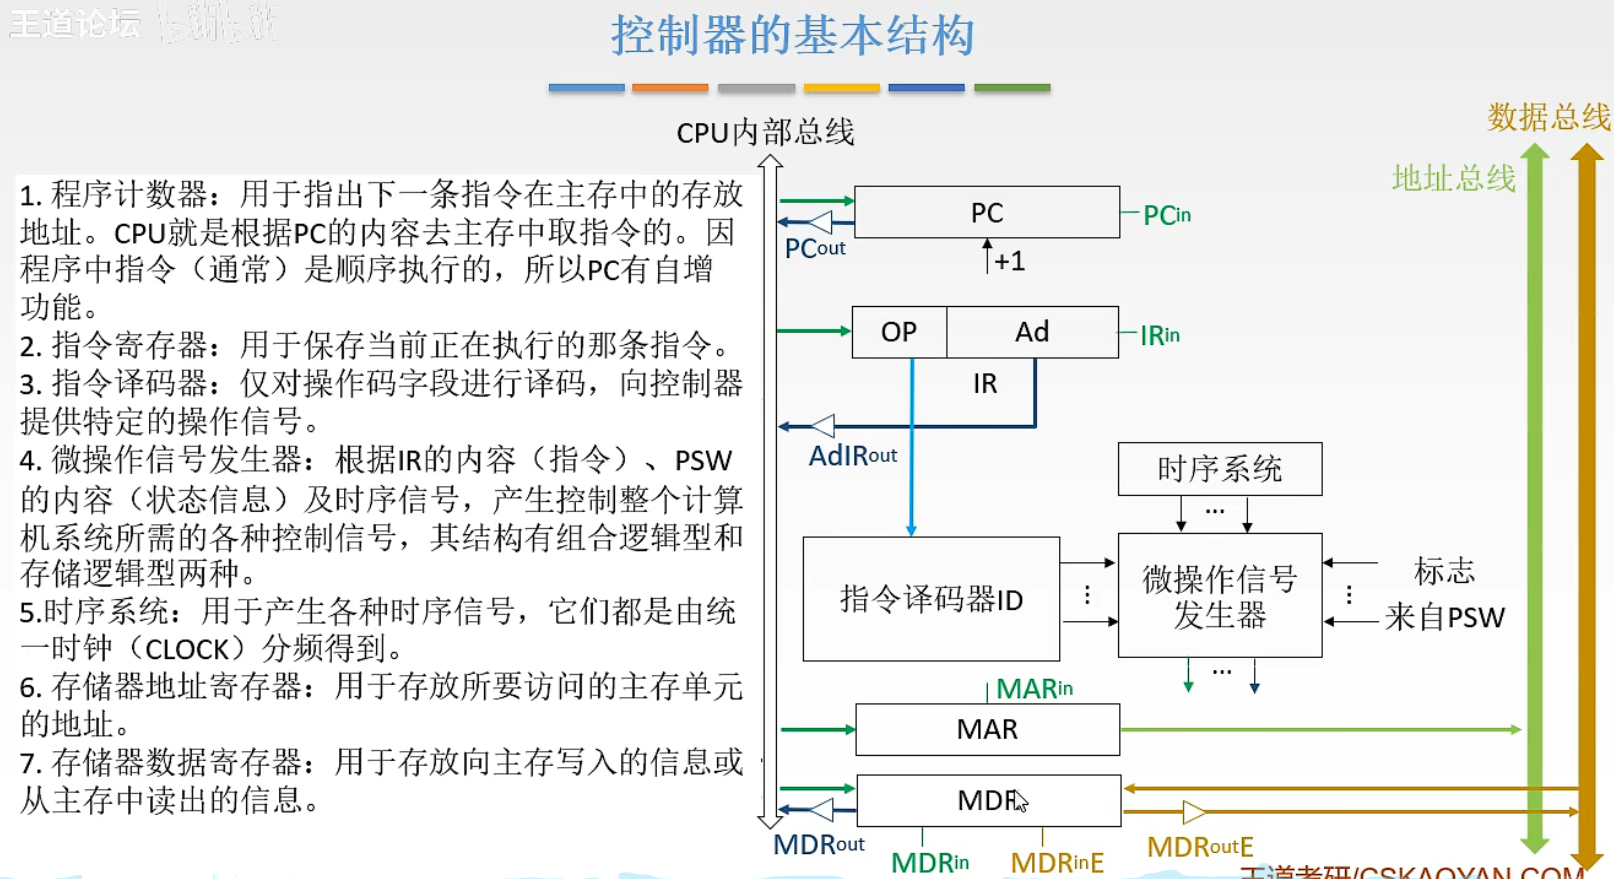 王道论坛 bilibili
控制器的基本结构
CPU内部总线
数据总线
地址总线
1. 程序计数器：用于指出下一条指令在主存中的存放
地址。CPU就是根据PC的内容去主存中取指令的。因
程序中指令（通常）是顺序执行的，所以PC有自增
功能。
2. 指令寄存器：用于保存当前正在执行的那条指令。
3. 指令译码器：仅对操作码字段进行译码，向控制器
提供特定的操作信号。
4. 微操作信号发生器：根据IR的内容（指令）、PSW
的内容（状态信息）及时序信号，产生控制整个计算
机系统所需的各种控制信号，其结构有组合逻辑型和
存储逻辑型两种。
5.时序系统：用于产生各种时序信号，它们都是由统
一时钟（CLOCK）分频得到。
6. 存储器地址寄存器：用于存放所要访问的主存单元
的地址。
7. 存储器数据寄存器：用于存放向主存写入的信息或
从主存中读出的信息。
PC
PCin
PCout
+1
OP
Ad
IRin
IR
AdIRout
时序系统
...
指令译码器ID
...
微操作信号
发生器
...
标志
来自PSW
...
MARin
MAR
MDR
MDRout
MDRin
MDRinE
MDRoutE
王道考研/CSKAOYAN.COM